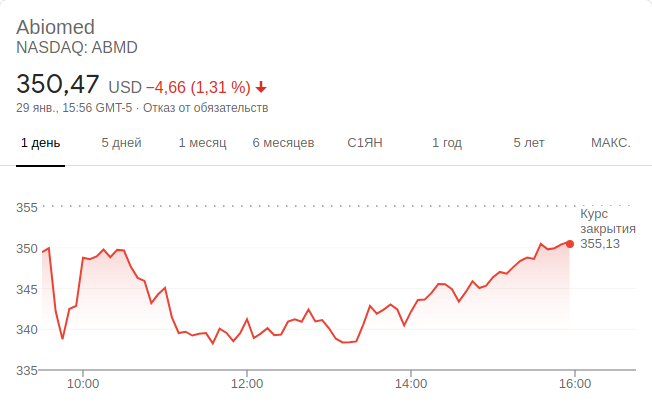 Abiomed
NASDAQ: ABMD
350,47 USD −4,66 (1,31 %)
29 янв., 15:56 GMT-5 · Отказ от обязательств
1 день 5 дней 1 месяц 6 месяцев С1ЯН 1 год 5 лет МАКС.
355
Курс
закрытия
355,13
350
345
340
335
10:00 12:00 14:00 16:00